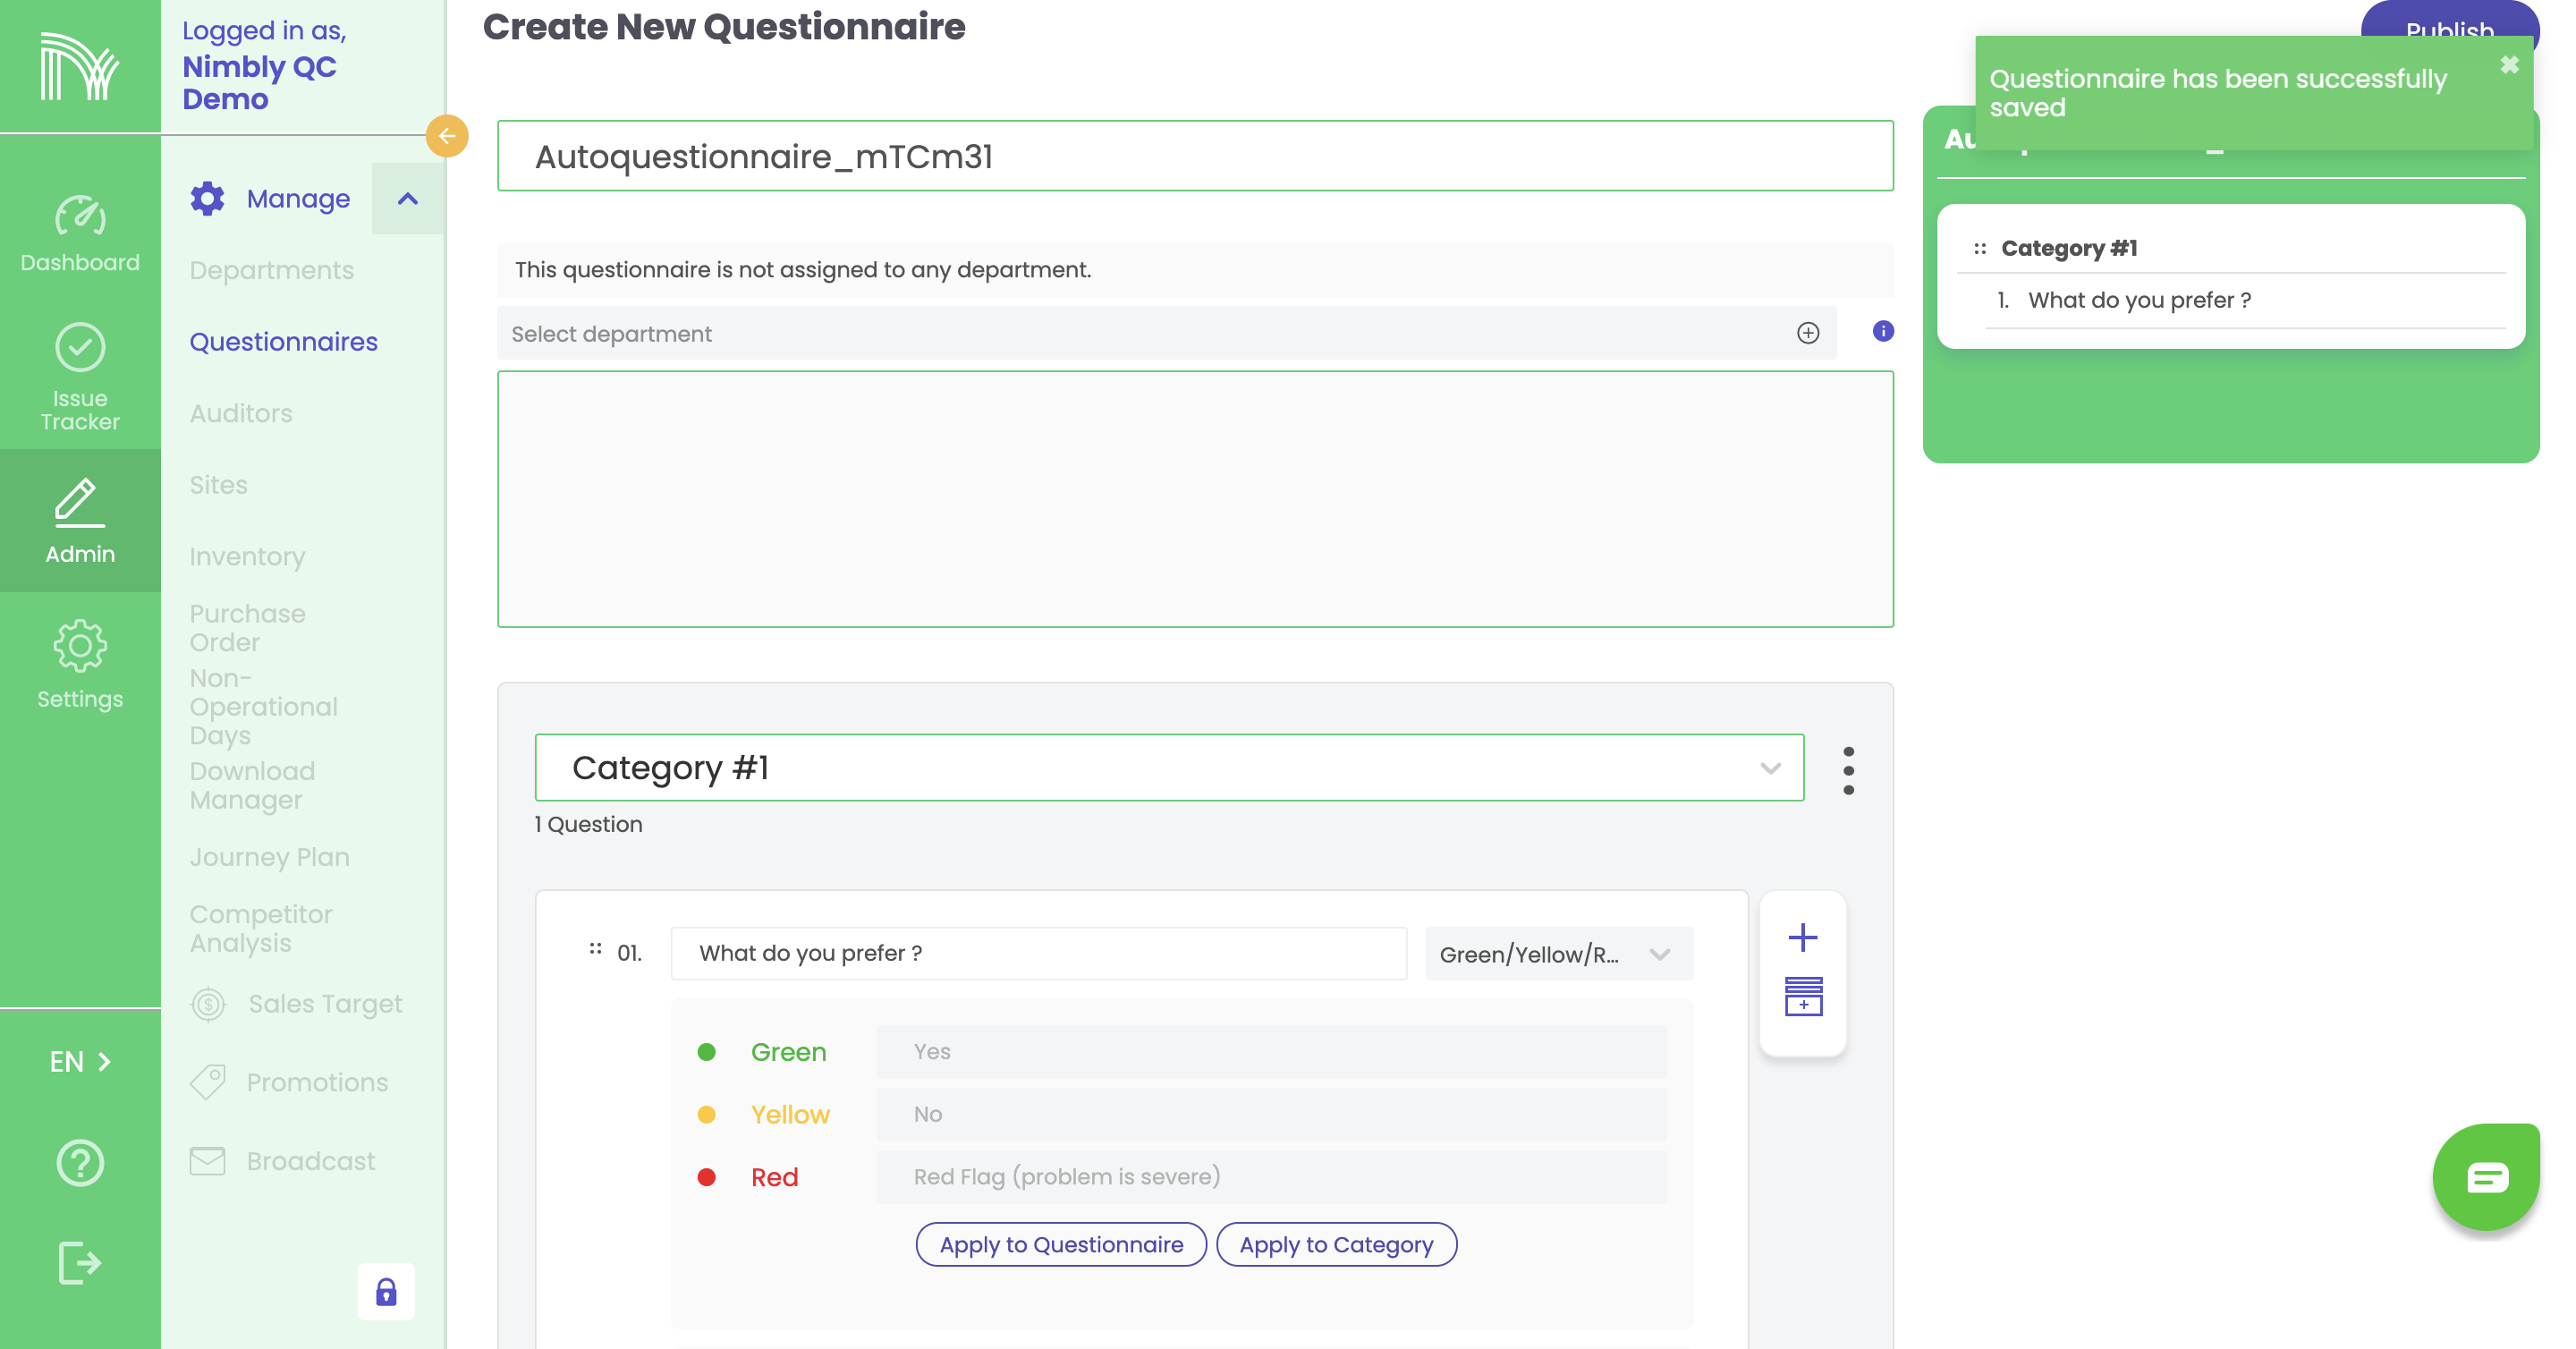 Logged in as,
Nimbly QC
Demo
Dashboard
Issue
Tracker
Admin
Settings
EN
Manage
Departments
Questionnaires
Auditors
Sites
Inventory
Purchase
Order
Non-
Operational
Days
Download
Manager
Journey Plan
Competitor
Analysis
Sales Target
Promotions
Broadcast
Create New Questionnaire
Publish
Questionnaire has been successfully
saved
Autoquestionnaire_mTCm31
This questionnaire is not assigned to any department.
Select department
Category #1
1. What do you prefer ?
Category #1
1 Question
01. What do you prefer ? Green/Yellow/R...
Green Yes
Yellow No
Red Red Flag (problem is severe)
Apply to Questionnaire Apply to Category